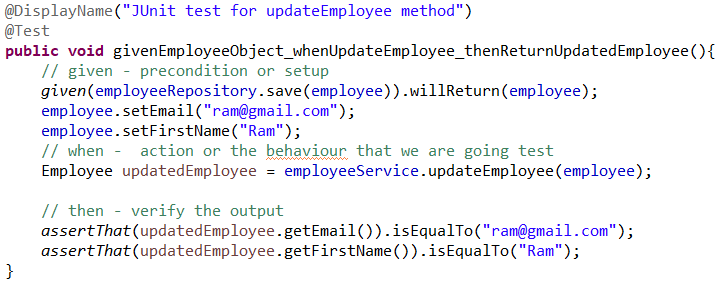 @DisplayName("JUnit test for updateEmployee method")
@Test
public void givenEmployeeObject_whenUpdateEmployee_thenReturnUpdatedEmployee(){
    // given - precondition or setup
    given(employeeRepository.save(employee)).willReturn(employee);
    employee.setEmail("ram@gmail.com");
    employee.setFirstName("Ram");
    // when -  action or the behaviour that we are going test
    Employee updatedEmployee = employeeService.updateEmployee(employee);

    // then - verify the output
    assertThat(updatedEmployee.getEmail()).isEqualTo("ram@gmail.com");
    assertThat(updatedEmployee.getFirstName()).isEqualTo("Ram");
}